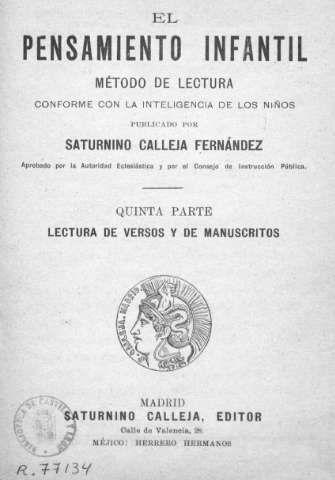 EL
PENSAMIENTO INFANTIL
MÉTODO DE LECTURA
CONFORME CON LA INTELIGENCIA DE LOS NIÑOS
PUBLICADO POR
SATURNINO CALLEJA FERNÁNDEZ
Aprobado por la Autoridad Eclesiástica y por el Consejo de Instrucción Pública.
QUINTA PARTE
LECTURA DE VERSOS Y DE MANUSCRITOS
MADRID
SATURNINO CALLEJA, EDITOR
Calle de Valencia, 28.
MÉJICO: HERRERO HERMANOS
R. 77134